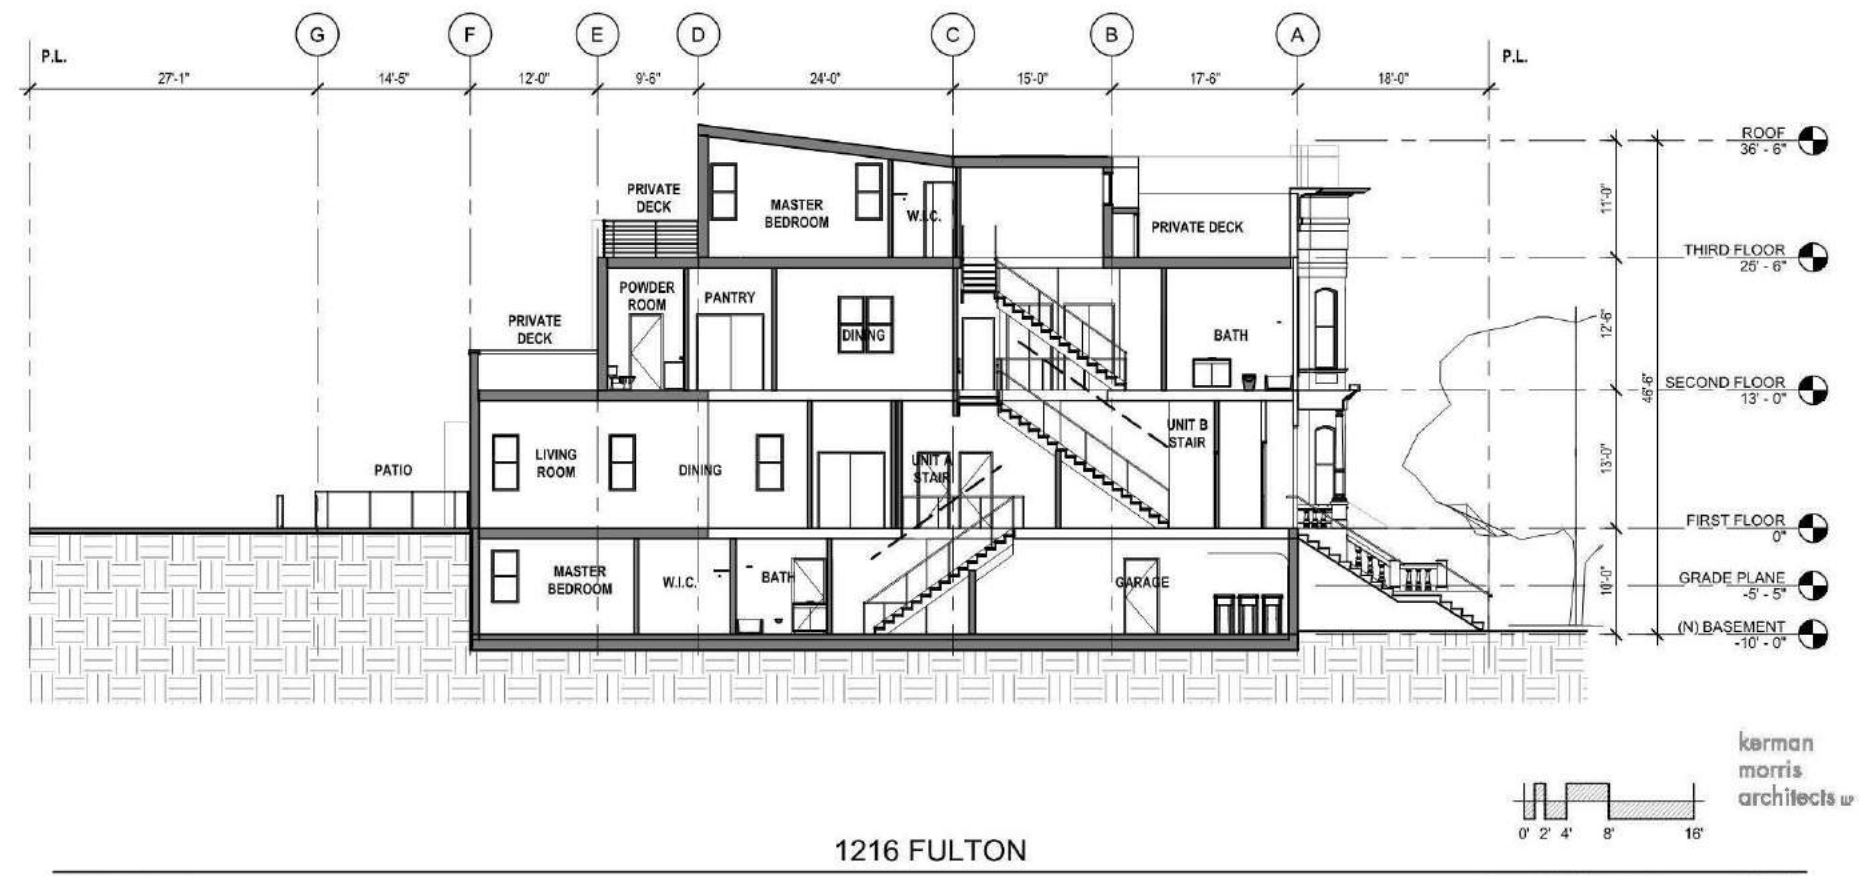 G F E D C B A
P.L. P.L.
27'-1" 14'-5" 12'-0" 9'-6" 24'-0" 15'-0" 17'-6" 18'-0"
ROOF
36' - 6"
11'-0"
THIRD FLOOR
25' - 6"
12'-6"
SECOND FLOOR
13' - 0"
46'-6"
13'-0"
FIRST FLOOR
0"
GRADE PLANE
-5' - 5"
10'-0"
(N) BASEMENT
-10' - 0"
PRIVATE
DECK
MASTER
BEDROOM
W.I.C.
PRIVATE DECK
PRIVATE
DECK
POWDER
ROOM
PANTRY
DINING
BATH
PATIO
LIVING
ROOM
DINING
UNIT A
STAIR
UNIT B
STAIR
MASTER
BEDROOM
W.I.C.
BATH
GARAGE
kerman
morris
architects LLP
0' 2' 4' 8' 16'
1216 FULTON